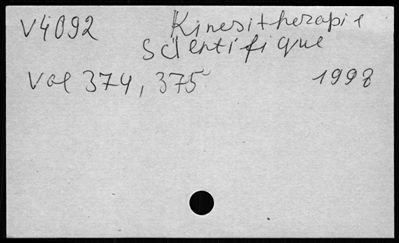 V4092 Kinesitherapie
Scientifique
Vol 374, 375 1998